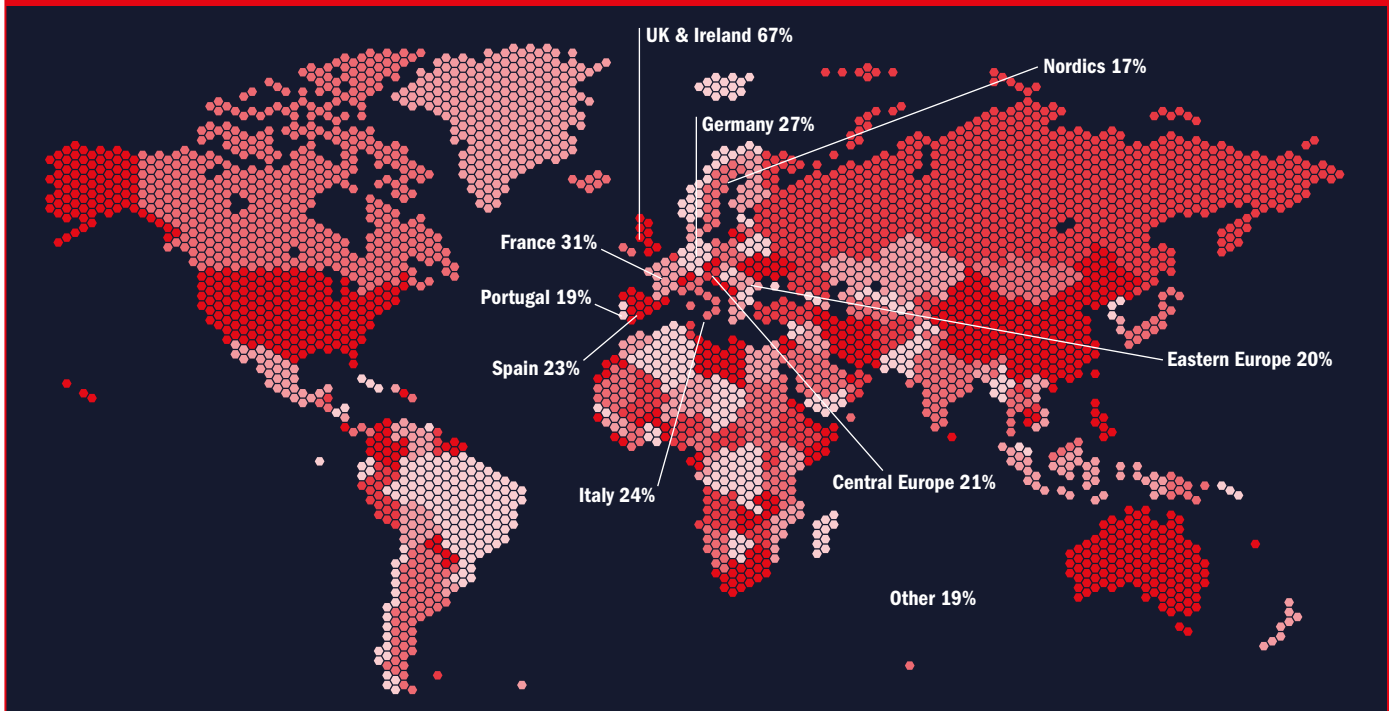 UK & Ireland 67%
Nordics 17%
Germany 27%
France 31%
Portugal 19%
Spain 23%
Eastern Europe 20%
Central Europe 21%
Italy 24%
Other 19%